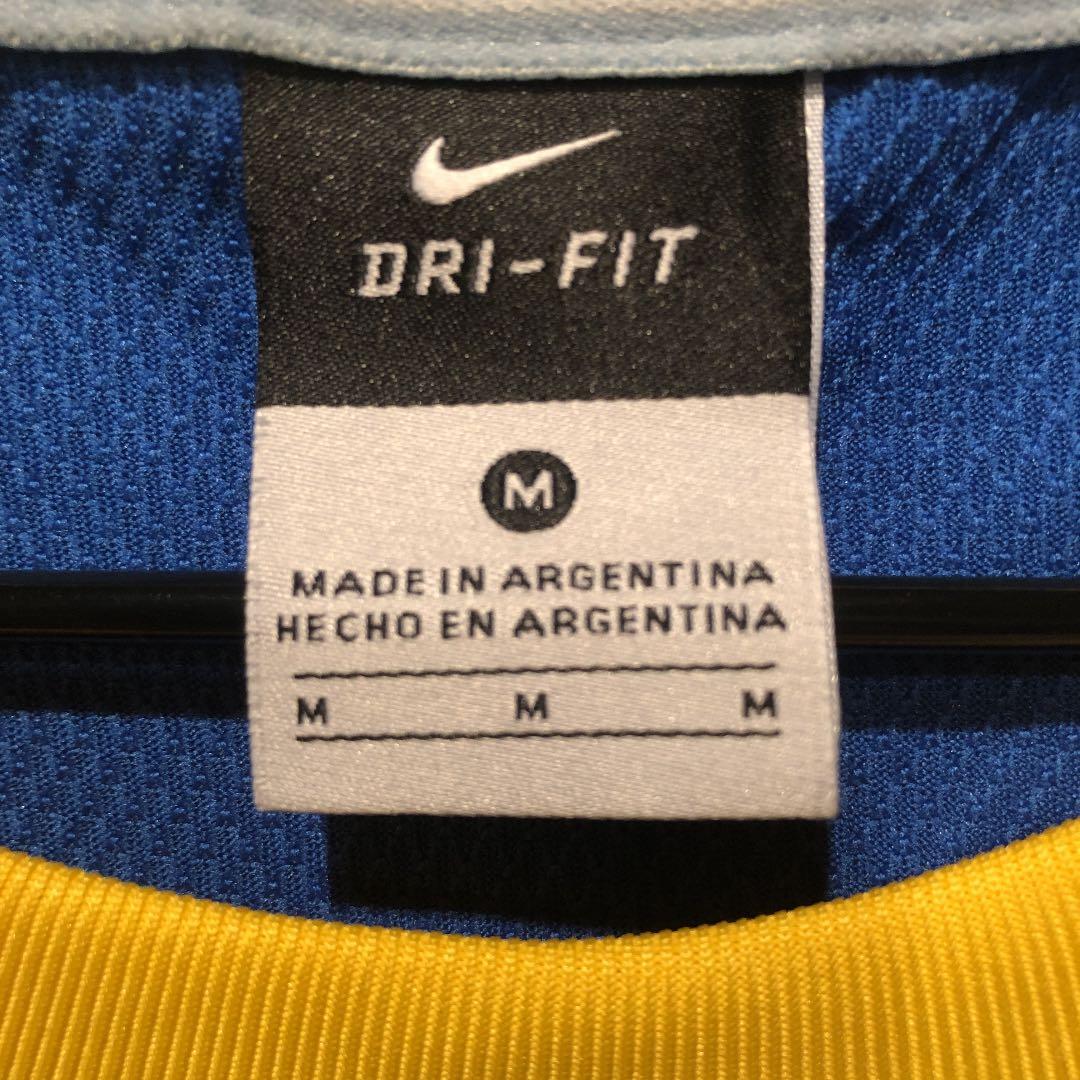 DRI-FIT
M
MADE IN ARGENTINA
HECHO EN ARGENTINA
M M M